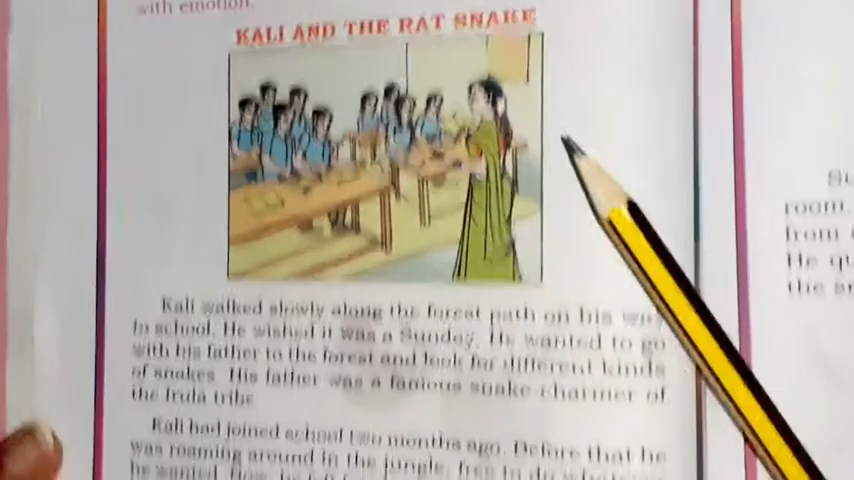 with emotion.
KALI AND THE RAT SNAKE
Kali walked slowly along the forest path on his way
to school. He wished it was a Sunday. He wanted to go
with his father to the forest and look for different kinds
of snakes. His father was a famous snake charmer of
the Irula tribe
Kali had joined school two months ago. Before that he
was roaming around in the jungle, free to do whatever
he wanted.
room.
from
He
the